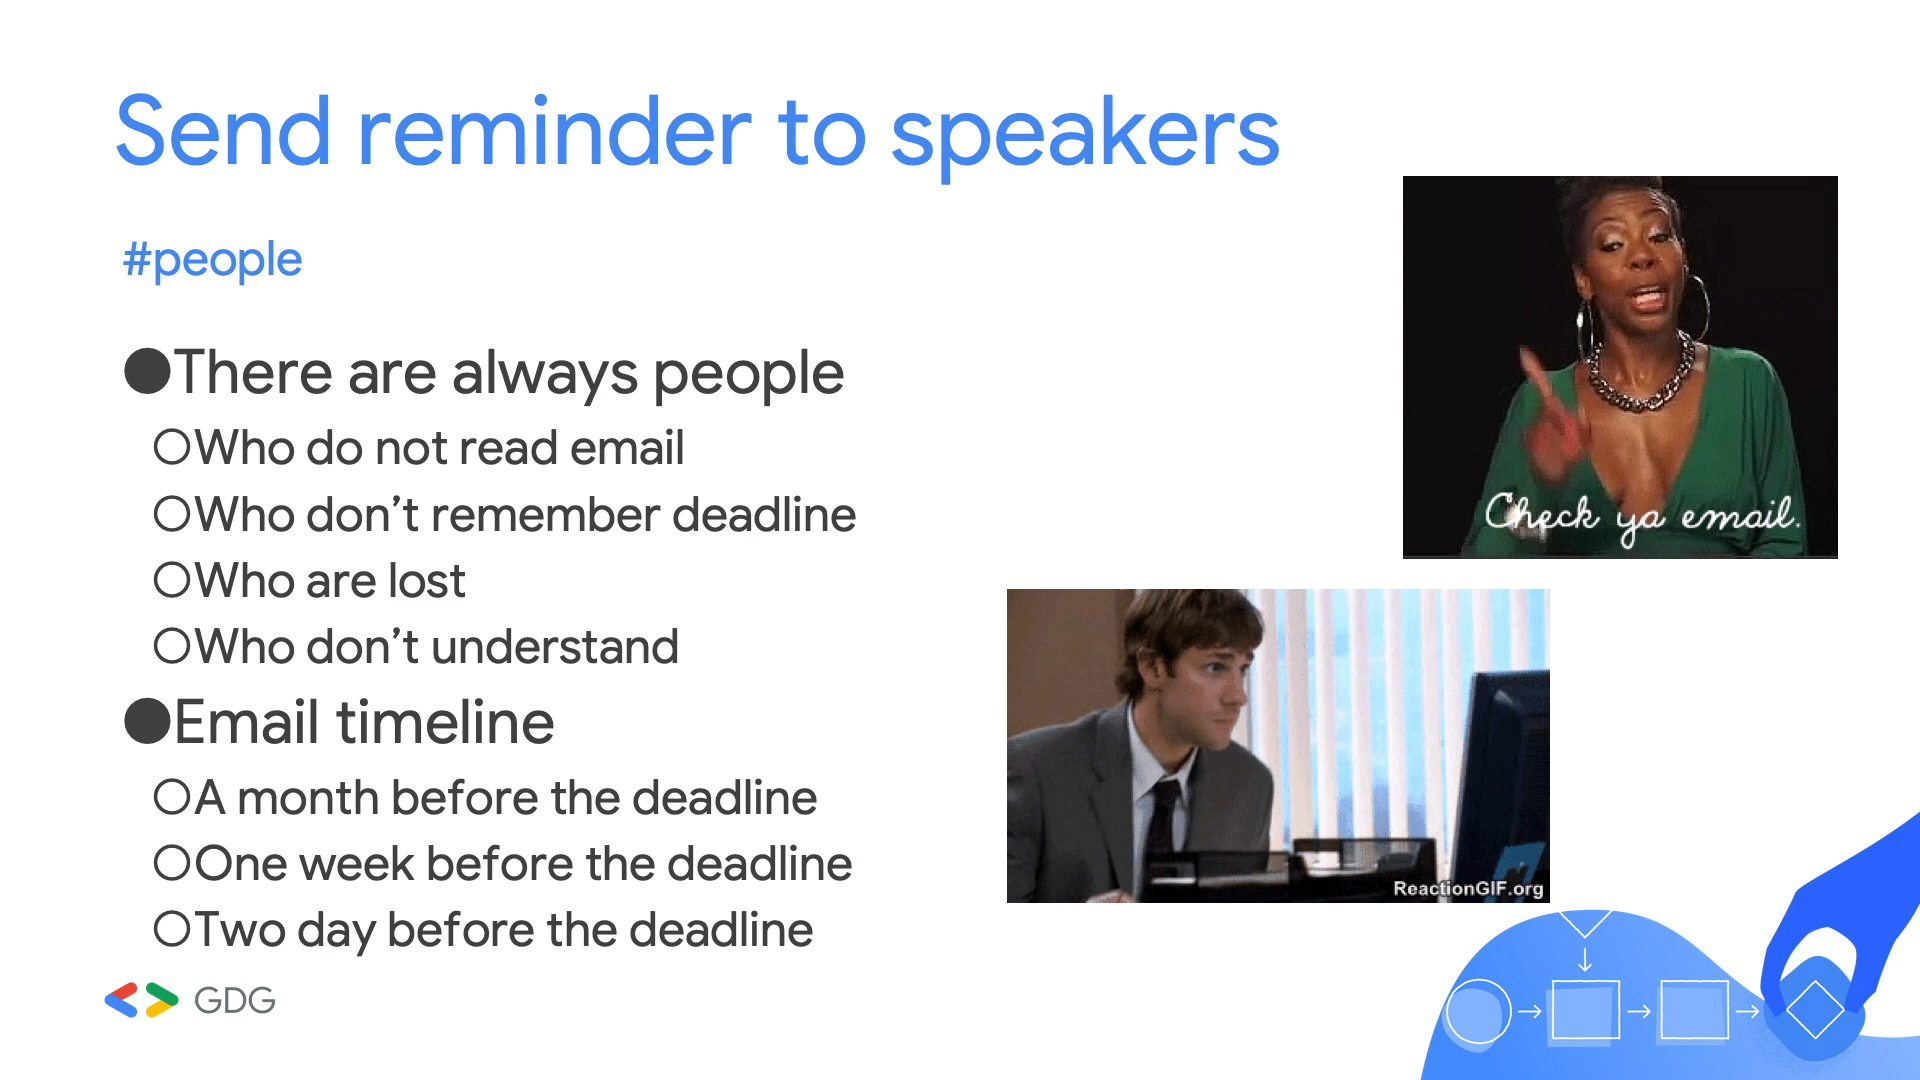 Send reminder to speakers
#people
●There are always people
○Who do not read email
○Who don’t remember deadline
○Who are lost
○Who don’t understand
●Email timeline
○A month before the deadline
○One week before the deadline
○Two day before the deadline
Check ya email.
ReactionGIF.org
GDG